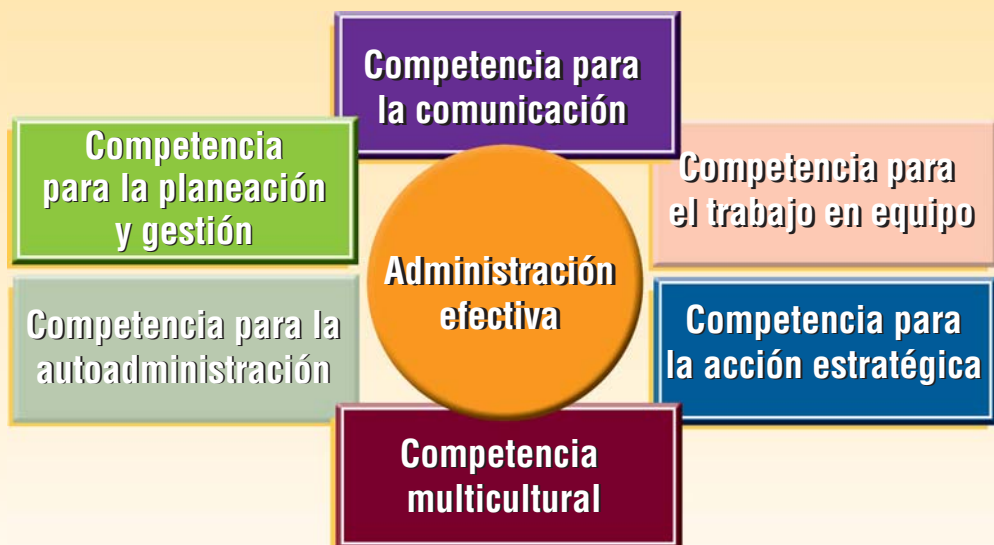 Competencia para
la comunicación
Competencia
para la planeación
y gestión
Competencia para
el trabajo en equipo
Administración
efectiva
Competencia para la
autoadministración
Competencia para
la acción estratégica
Competencia
multicultural